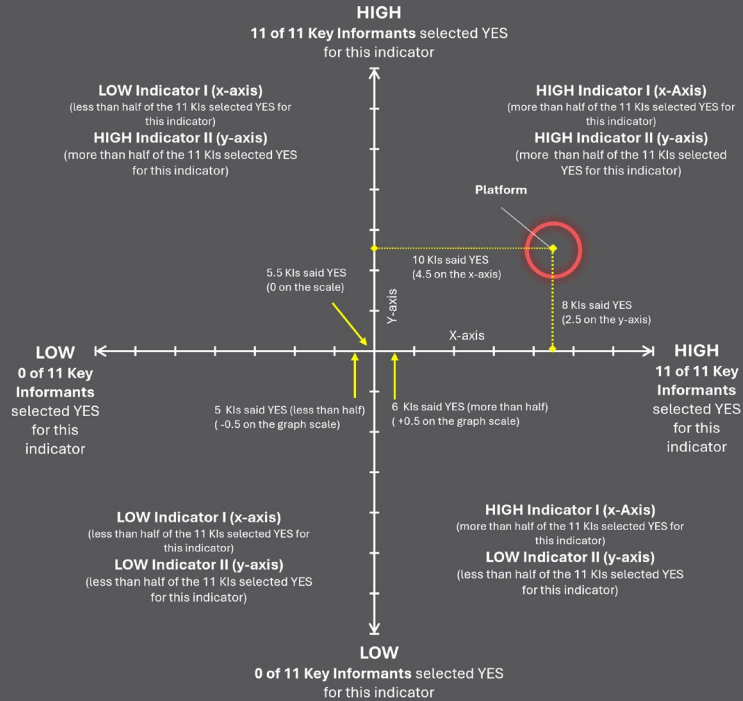 HIGH
11 of 11 Key Informants selected YES
for this indicator
LOW Indicator I (x-axis)
(less than half of the 11 KIs selected YES for
this indicator)
HIGH Indicator II (y-axis)
(more than half of the 11 KIs selected YES
for this indicator)
HIGH Indicator I (x-Axis)
(more than half of the 11 KIs selected YES for
this indicator)
HIGH Indicator II (y-axis)
(more than half of the 11 KIs selected
YES for this indicator)
Platform
10 KIs said YES
(4.5 on the x-axis)
5.5 KIs said YES
(0 on the scale)
8 KIs said YES
(2.5 on the y-axis)
Y-axis
X-axis
LOW
0 of 11 Key
Informants
selected YES
for this
indicator
HIGH
11 of 11 Key
Informants
selected YES
for this
indicator
5 KIs said YES (less than half)
( -0.5 on the graph scale)
6 KIs said YES (more than half)
( +0.5 on the graph scale)
LOW Indicator I (x-axis)
(less than half of the 11 KIs selected YES for
this indicator)
LOW Indicator II (y-axis)
(less than half of the 11 KIs selected YES
for this indicator)
HIGH Indicator I (x-Axis)
(more than half of the 11 KIs selected YES for
this indicator)
LOW Indicator II (y-axis)
(less than half of the 11 KIs selected YES
for this indicator)
LOW
0 of 11 Key Informants selected YES
for this indicator